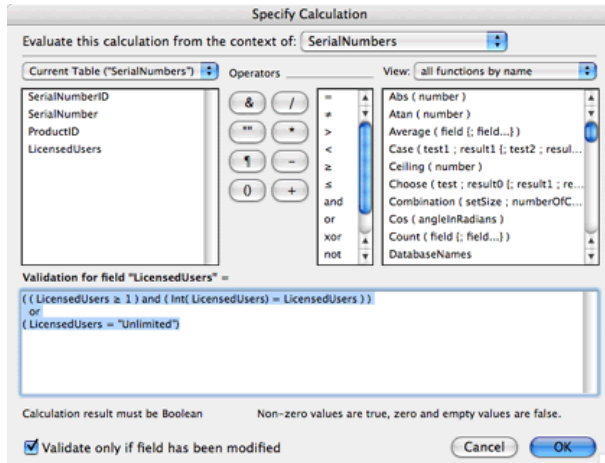 Specify Calculation
Evaluate this calculation from the context of: SerialNumbers
Current Table ("SerialNumbers")
Operators
View: all functions by name
SerialNumberID
SerialNumber
ProductID
LicensedUsers
& /
"" *
¶ -
() +
=
≠
>
<
≥
≤
and
or
xor
not
Abs ( number )
Atan ( number )
Average ( field {; field...} )
Case ( test1 ; result1 {; test2 ; resul...
Ceiling ( number )
Choose ( test ; result0 {; result1 ; re...
Combination ( setSize ; numberOfC...
Cos ( angleInRadians )
Count ( field {; field...} )
DatabaseNames
Validation for field "LicensedUsers" =
( ( LicensedUsers ≥ 1 ) and ( Int( LicensedUsers) = LicensedUsers ) )
or
( LicensedUsers = "Unlimited")
Calculation result must be Boolean
Non-zero values are true, zero and empty values are false.
Validate only if field has been modified
Cancel
OK